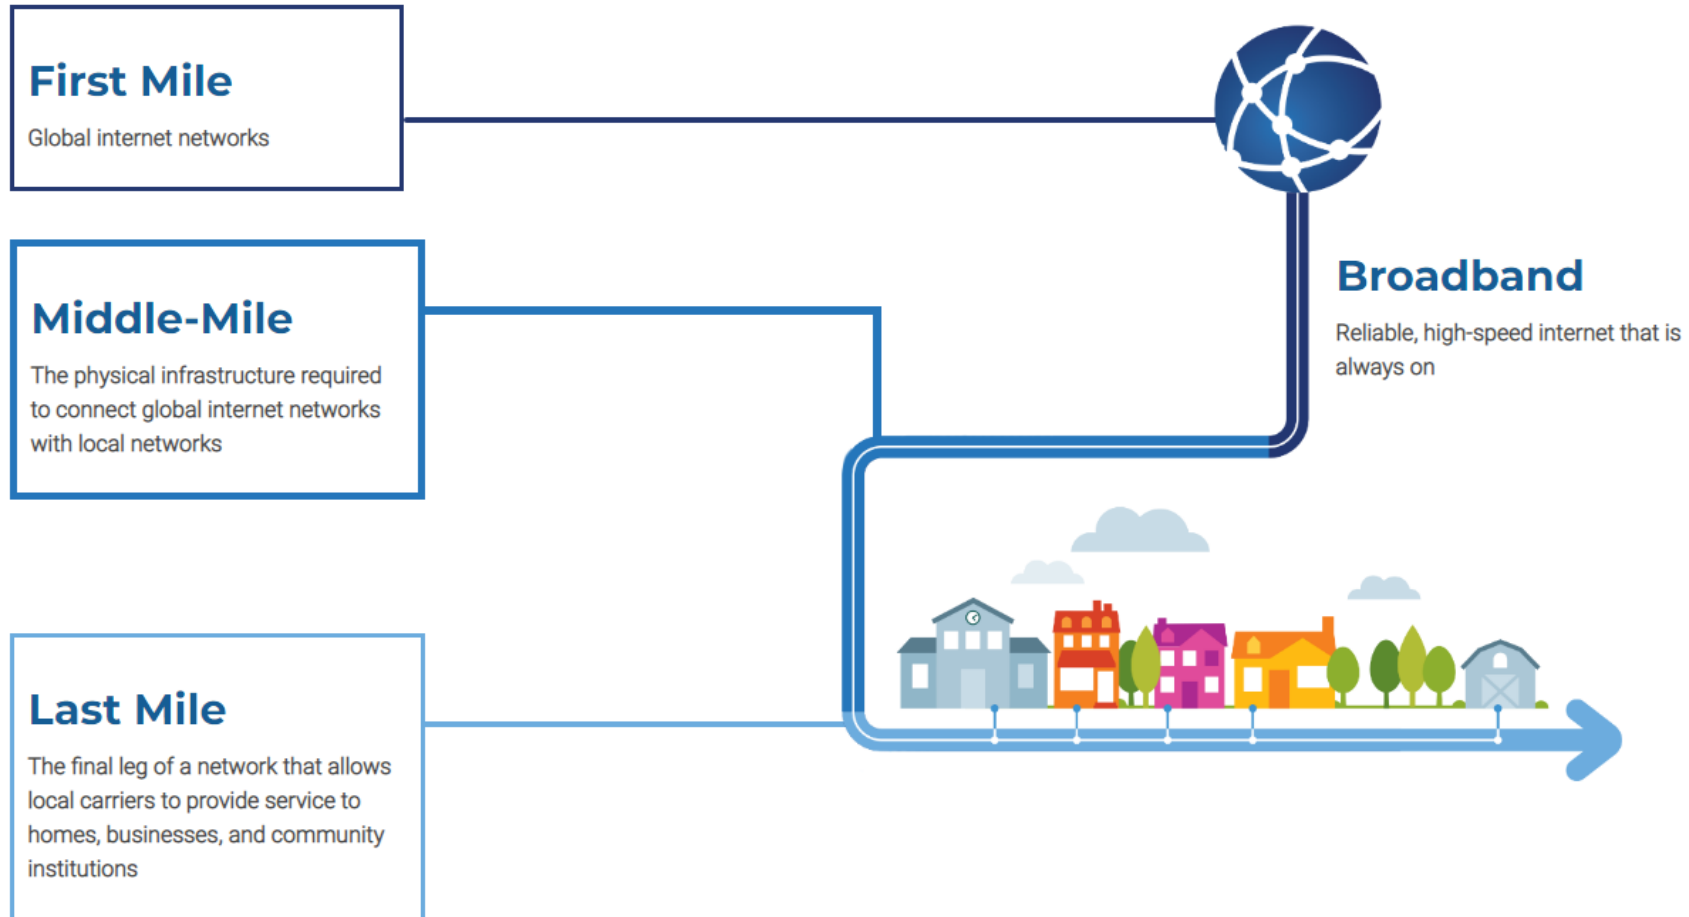 First Mile
Global internet networks
Middle-Mile
The physical infrastructure required
to connect global internet networks
with local networks
Broadband
Reliable, high-speed internet that is
always on
Last Mile
The final leg of a network that allows
local carriers to provide service to
homes, businesses, and community
institutions